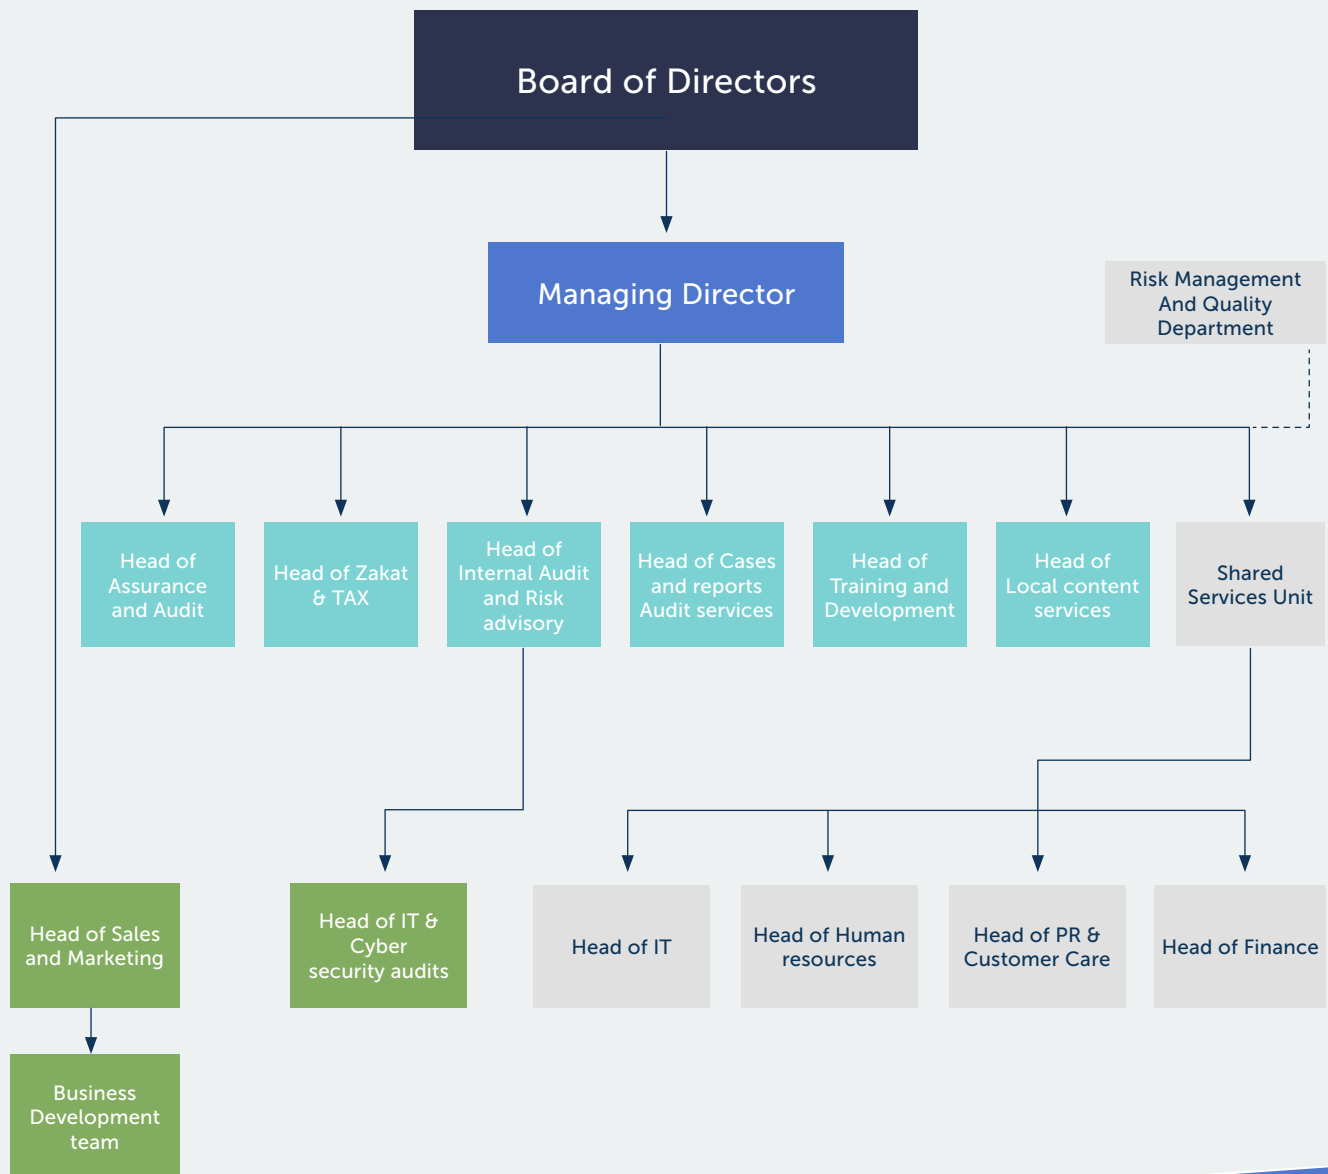 Board of Directors
Managing Director
Risk Management
And Quality
Department
Head of
Assurance
and Audit
Head of Zakat
& TAX
Head of
Internal Audit
and Risk
advisory
Head of Cases
and reports
Audit services
Head of
Training and
Development
Head of
Local content
services
Shared
Services Unit
Head of Sales
and Marketing
Head of IT &
Cyber
security audits
Head of IT
Head of Human
resources
Head of PR &
Customer Care
Head of Finance
Business
Development
team